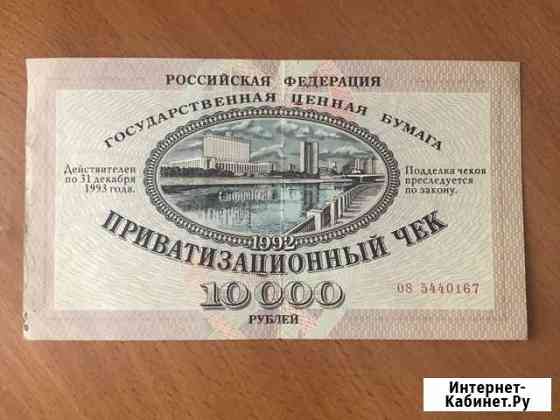 РОССИЙСКАЯ ФЕДЕРАЦИЯ
ГОСУДАРСТВЕННАЯ ЦЕННАЯ БУМАГА
Действителен
по 31 декабря
1993 года.
Подделка чеков
преследуется
по закону.
1992
ПРИВАТИЗАЦИОННЫЙ ЧЕК
10 000
РУБЛЕЙ
08 5440167
Интернет-
Кабинет.Ру